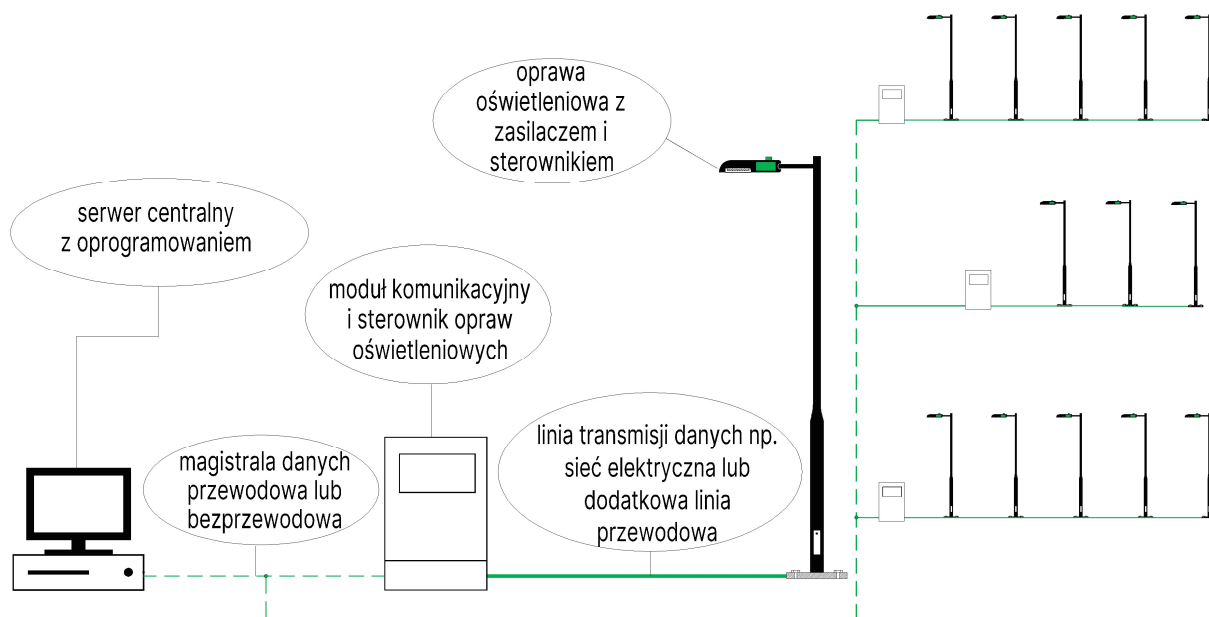 oprawa
oświetleniowa z
zasilaczem i
sterownikiem
serwer centralny
z oprogramowaniem
moduł komunikacyjny
i sterownik opraw
oświetleniowych
magistrala danych
przewodowa lub
bezprzewodowa
linia transmisji danych np.
sieć elektryczna lub
dodatkowa linia
przewodowa